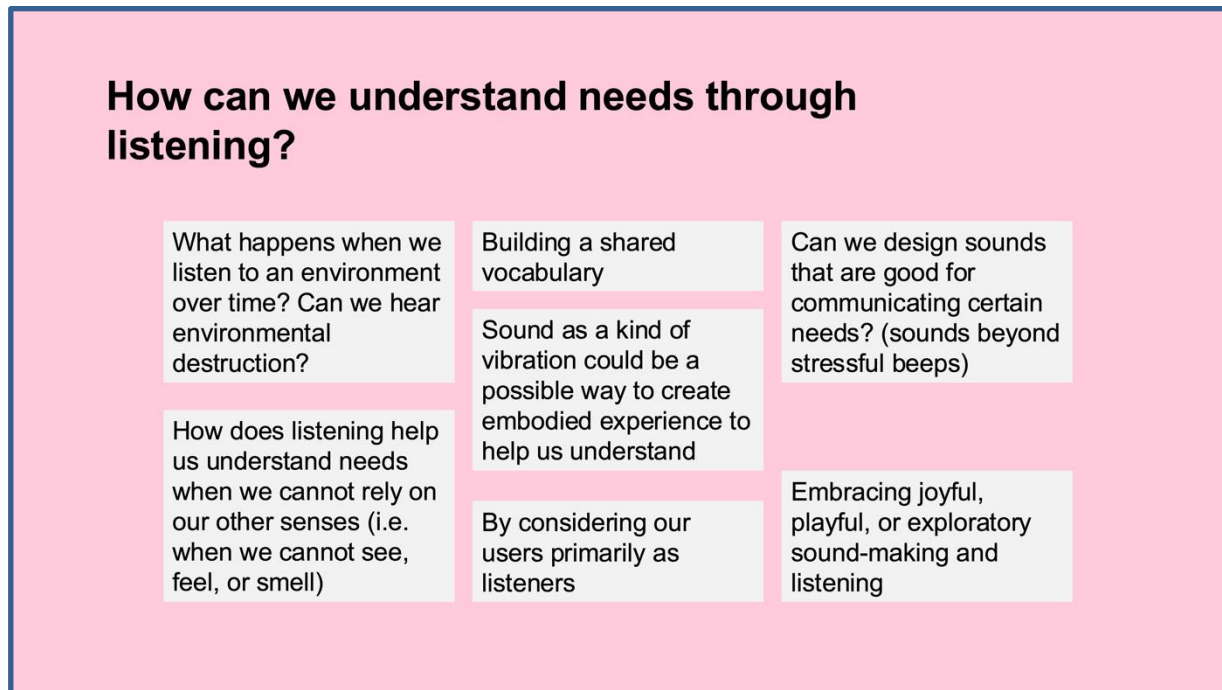 How can we understand needs through
listening?
What happens when we
listen to an environment
over time? Can we hear
environmental
destruction?
How does listening help
us understand needs
when we cannot rely on
our other senses (i.e.
when we cannot see,
feel, or smell)
Building a shared
vocabulary
Sound as a kind of
vibration could be a
possible way to create
embodied experience to
help us understand
By considering our
users primarily as
listeners
Can we design sounds
that are good for
communicating certain
needs? (sounds beyond
stressful beeps)
Embracing joyful,
playful, or exploratory
sound-making and
listening